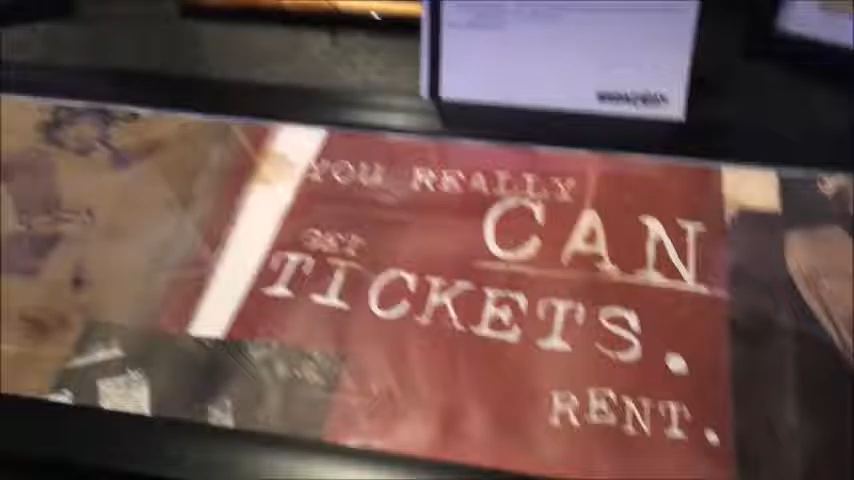 YOU REALLY
CAN
GET
TICKETS.
RENT.